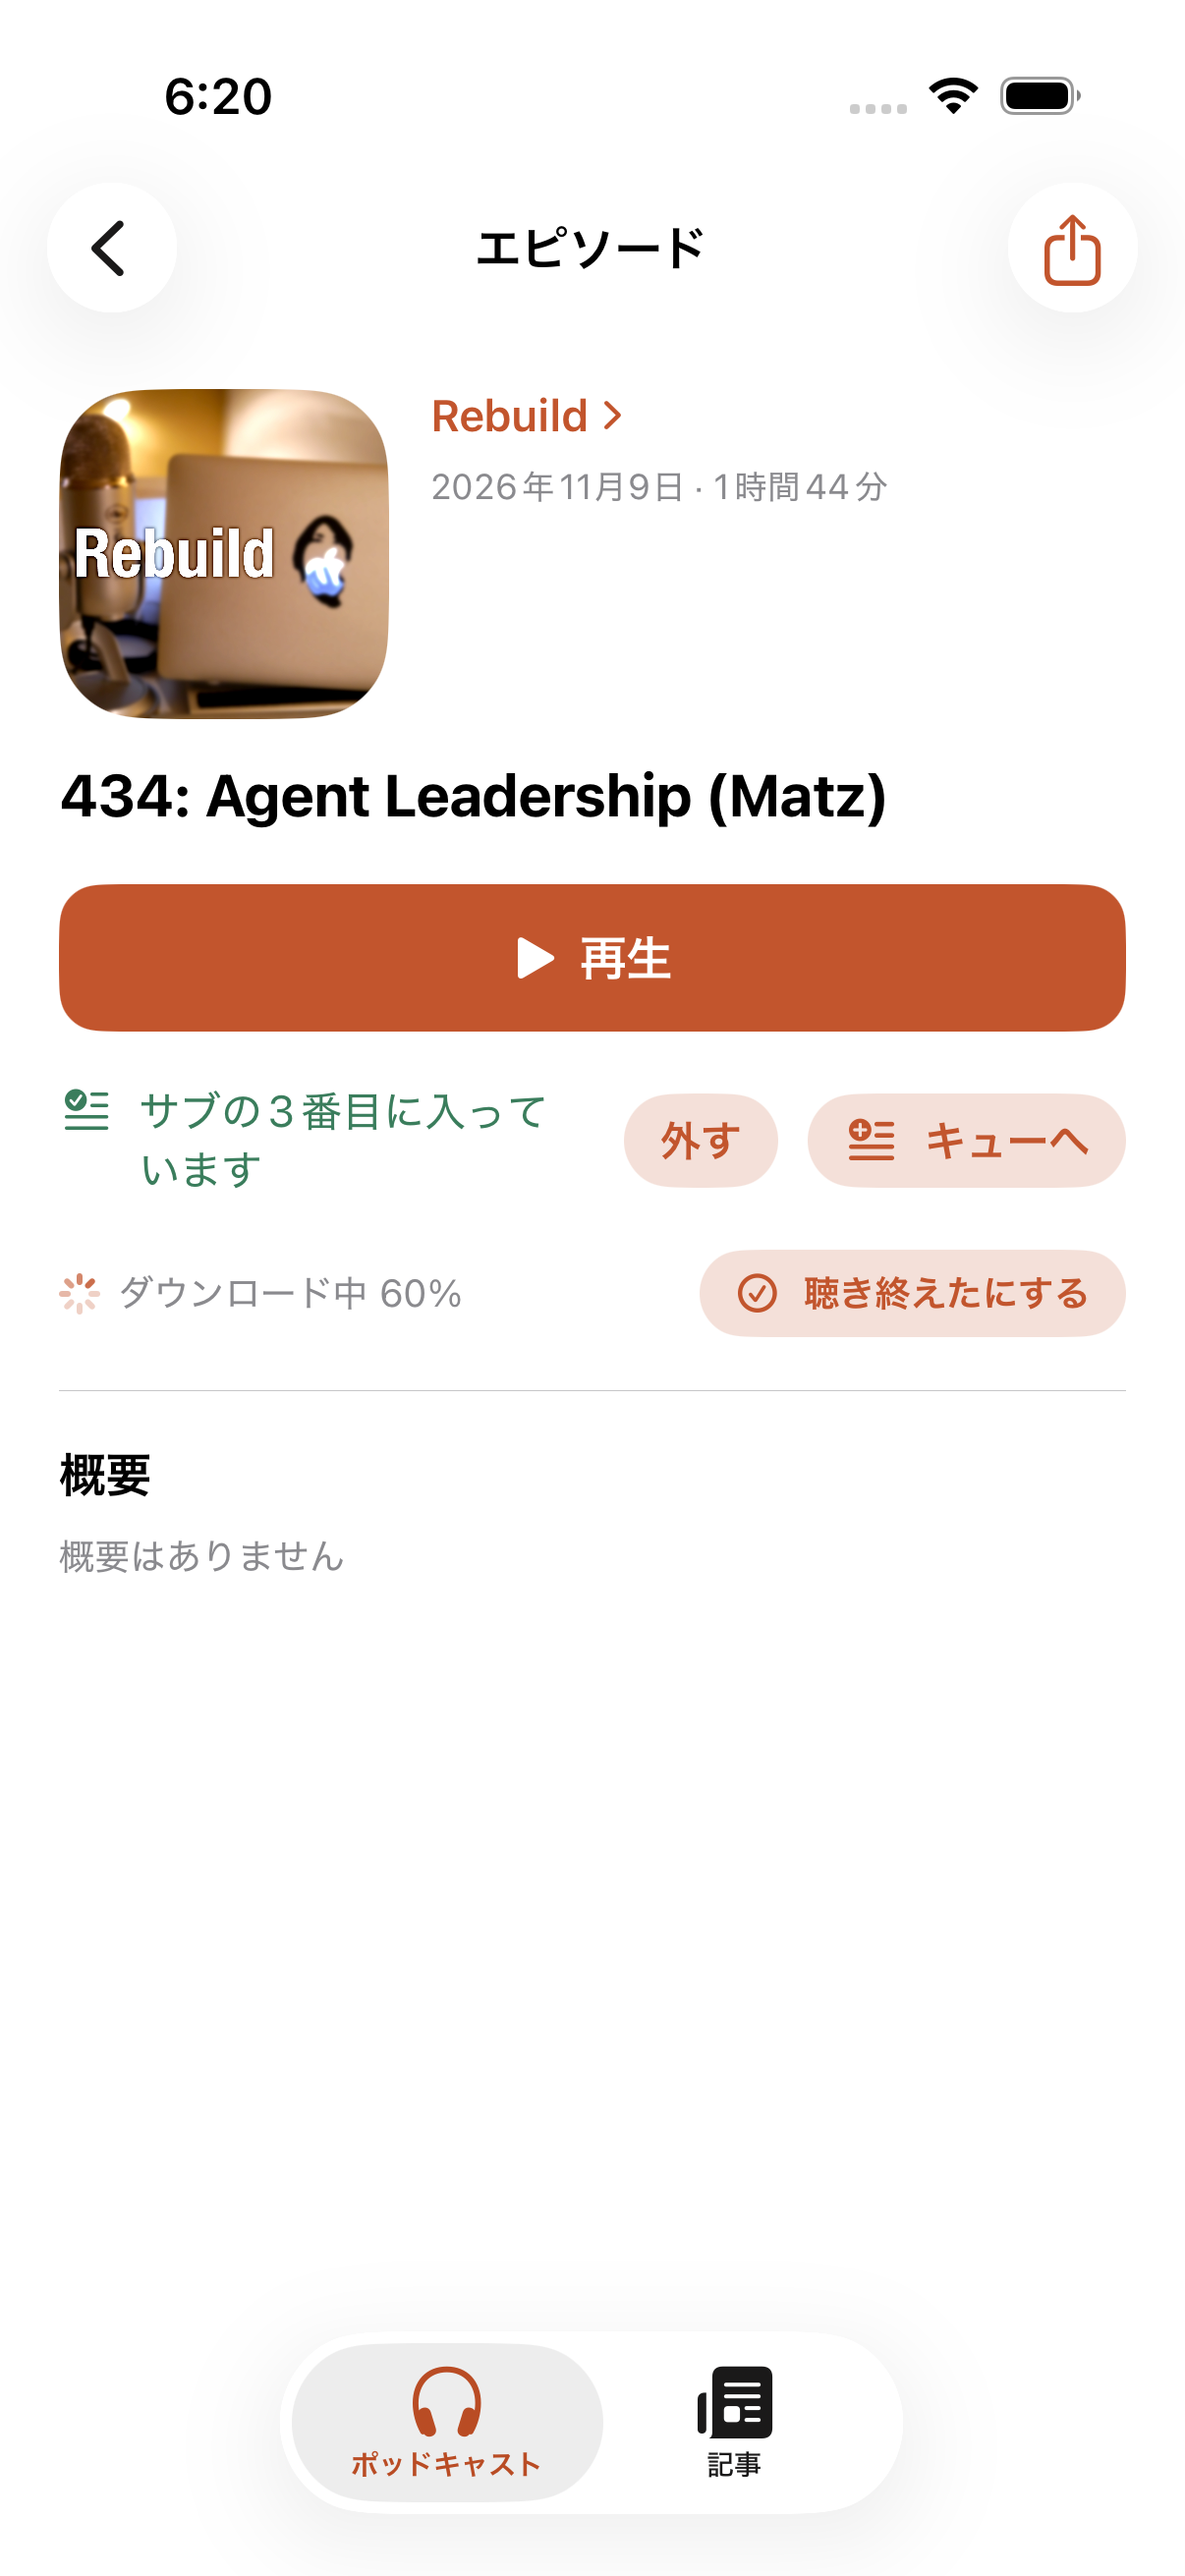 6:20
エピソード
Rebuild
2026年11月9日 · 1時間44分
Rebuild
434: Agent Leadership (Matz)
再生
サブの3番目に入って
います
外す
キューへ
ダウンロード中 60%
聴き終えたにする
概要
概要はありません
ポッドキャスト
記事